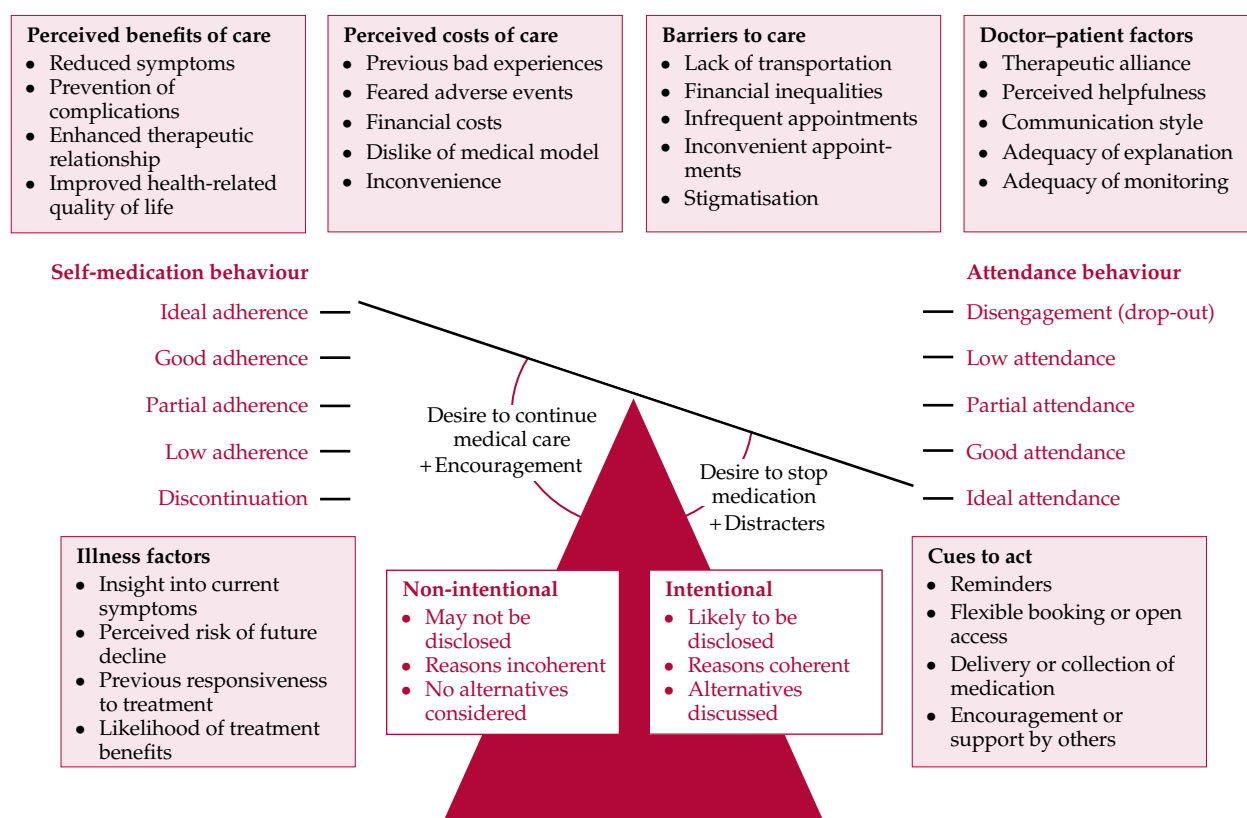 Perceived benefits of care
• Reduced symptoms
• Prevention of
complications
• Enhanced therapeutic
relationship
• Improved health-related
quality of life
Perceived costs of care
• Previous bad experiences
• Feared adverse events
• Financial costs
• Dislike of medical model
• Inconvenience
Barriers to care
• Lack of transportation
• Financial inequalities
• Infrequent appointments
• Inconvenient appoint-
ments
• Stigmatisation
Doctor–patient factors
• Therapeutic alliance
• Perceived helpfulness
• Communication style
• Adequacy of explanation
• Adequacy of monitoring
Self-medication behaviour
Ideal adherence
Good adherence
Partial adherence
Low adherence
Discontinuation
Desire to continue
medical care
+ Encouragement
Desire to stop
medication
+ Distracters
Attendance behaviour
Disengagement (drop-out)
Low attendance
Partial attendance
Good attendance
Ideal attendance
Illness factors
• Insight into current
symptoms
• Perceived risk of future
decline
• Previous responsiveness
to treatment
• Likelihood of treatment
benefits
Non-intentional
• May not be
disclosed
• Reasons incoherent
• No alternatives
considered
Intentional
• Likely to be
disclosed
• Reasons coherent
• Alternatives
discussed
Cues to act
• Reminders
• Flexible booking or open
access
• Delivery or collection of
medication
• Encouragement or
support by others